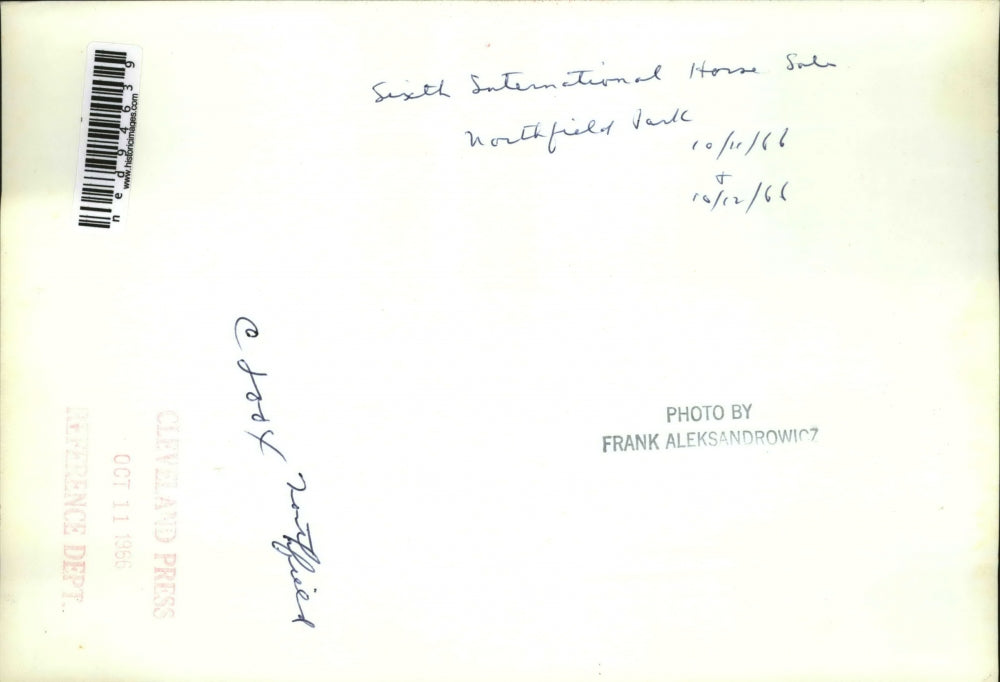 Sixth International Horse Sale
Northfield Park
10/11/66
+
10/12/66
ned94639
www.historicimages.com
Northfield
PHOTO BY
FRANK ALEKSANDROWICZ
CLEVELAND PRESS
OCT 11 1966
REFERENCE DEPT.